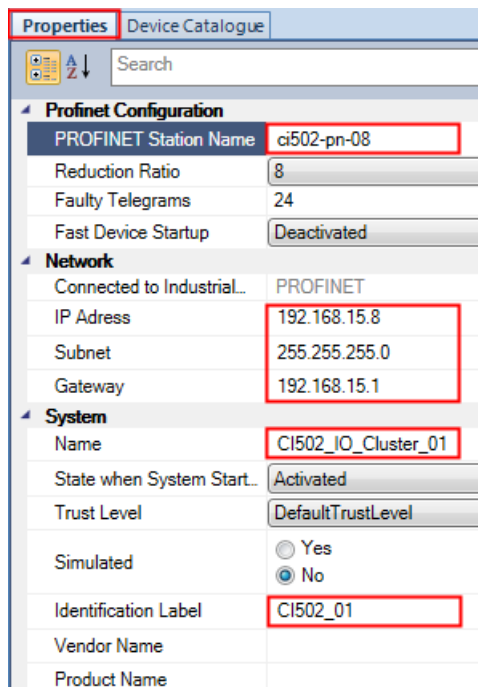 Properties Device Catalogue
A Z Search
Profinet Configuration
PROFINET Station Name ci502-pn-08
Reduction Ratio 8
Faulty Telegrams 24
Fast Device Startup Deactivated
Network
Connected to Industrial... PROFINET
IP Adress 192.168.15.8
Subnet 255.255.255.0
Gateway 192.168.15.1
System
Name CI502_IO_Cluster_01
State when System Start... Activated
Trust Level DefaultTrustLevel
Yes
Simulated
No
Identification Label CI502_01
Vendor Name
Product Name